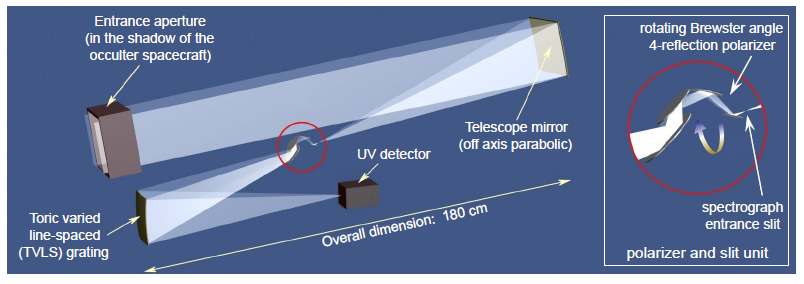 Entrance aperture
(in the shadow of the
occulter spacecraft)
rotating Brewster angle
4-reflection polarizer
Telescope mirror
(off axis parabolic)
UV detector
Toric varied
line-spaced
(TVLS) grating
Overall dimension: 180 cm
spectrograph
entrance slit
polarizer and slit unit